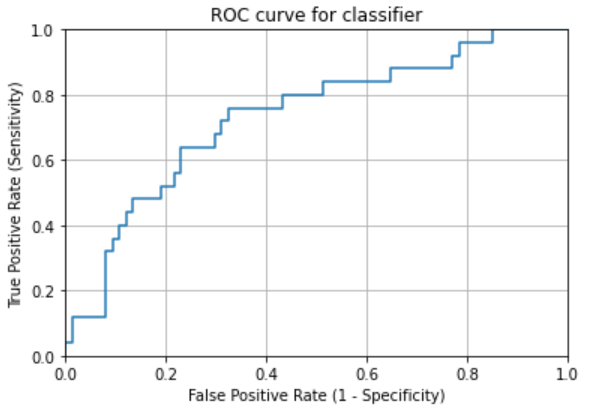 ROC curve for classifier
True Positive Rate (Sensitivity)
1.0
0.8
0.6
0.4
0.2
0.0
0.0 0.2 0.4 0.6 0.8 1.0
False Positive Rate (1 - Specificity)